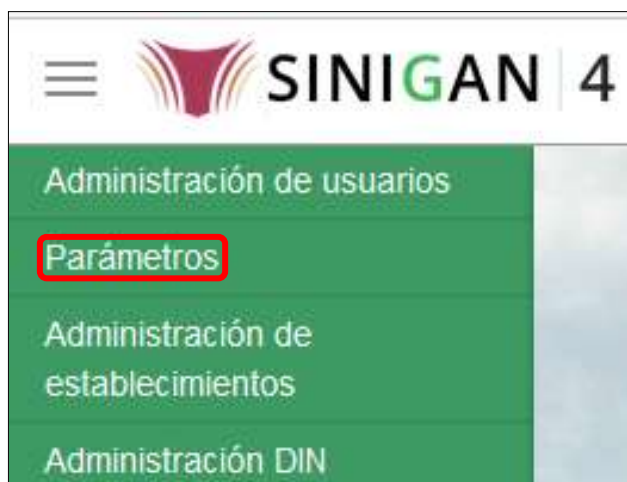 SINIGAN 4
Administración de usuarios
Parámetros
Administración de
establecimientos
Administración DIN